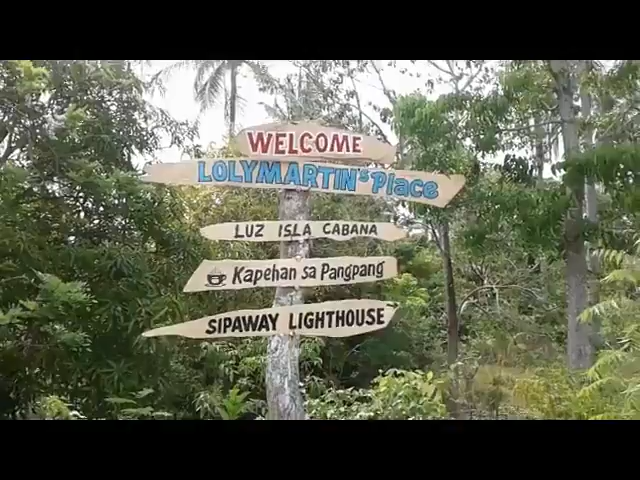 WELCOME
LOLYMARTIN'S Place
LUZ ISLA CABANA
Kapehan sa Pangpang
SIPAWAY LIGHTHOUSE